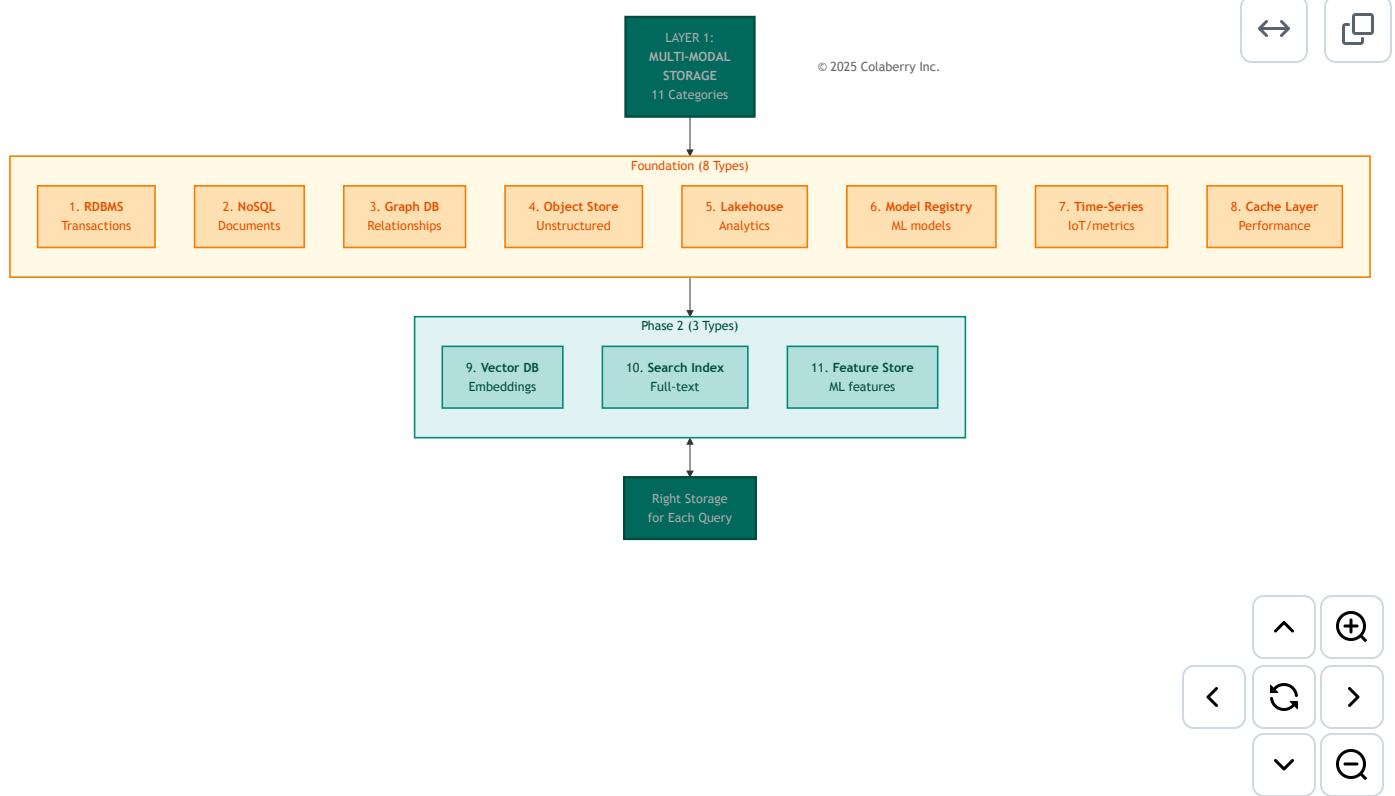 LAYER 1:
MULTI-MODAL
STORAGE
11 Categories
© 2025 Colaberry Inc.
Foundation (8 Types)
1. RDBMS
Transactions
2. NoSQL
Documents
3. Graph DB
Relationships
4. Object Store
Unstructured
5. Lakehouse
Analytics
6. Model Registry
ML models
7. Time-Series
IoT/metrics
8. Cache Layer
Performance
Phase 2 (3 Types)
9. Vector DB
Embeddings
10. Search Index
Full-text
11. Feature Store
ML features
Right Storage
for Each Query